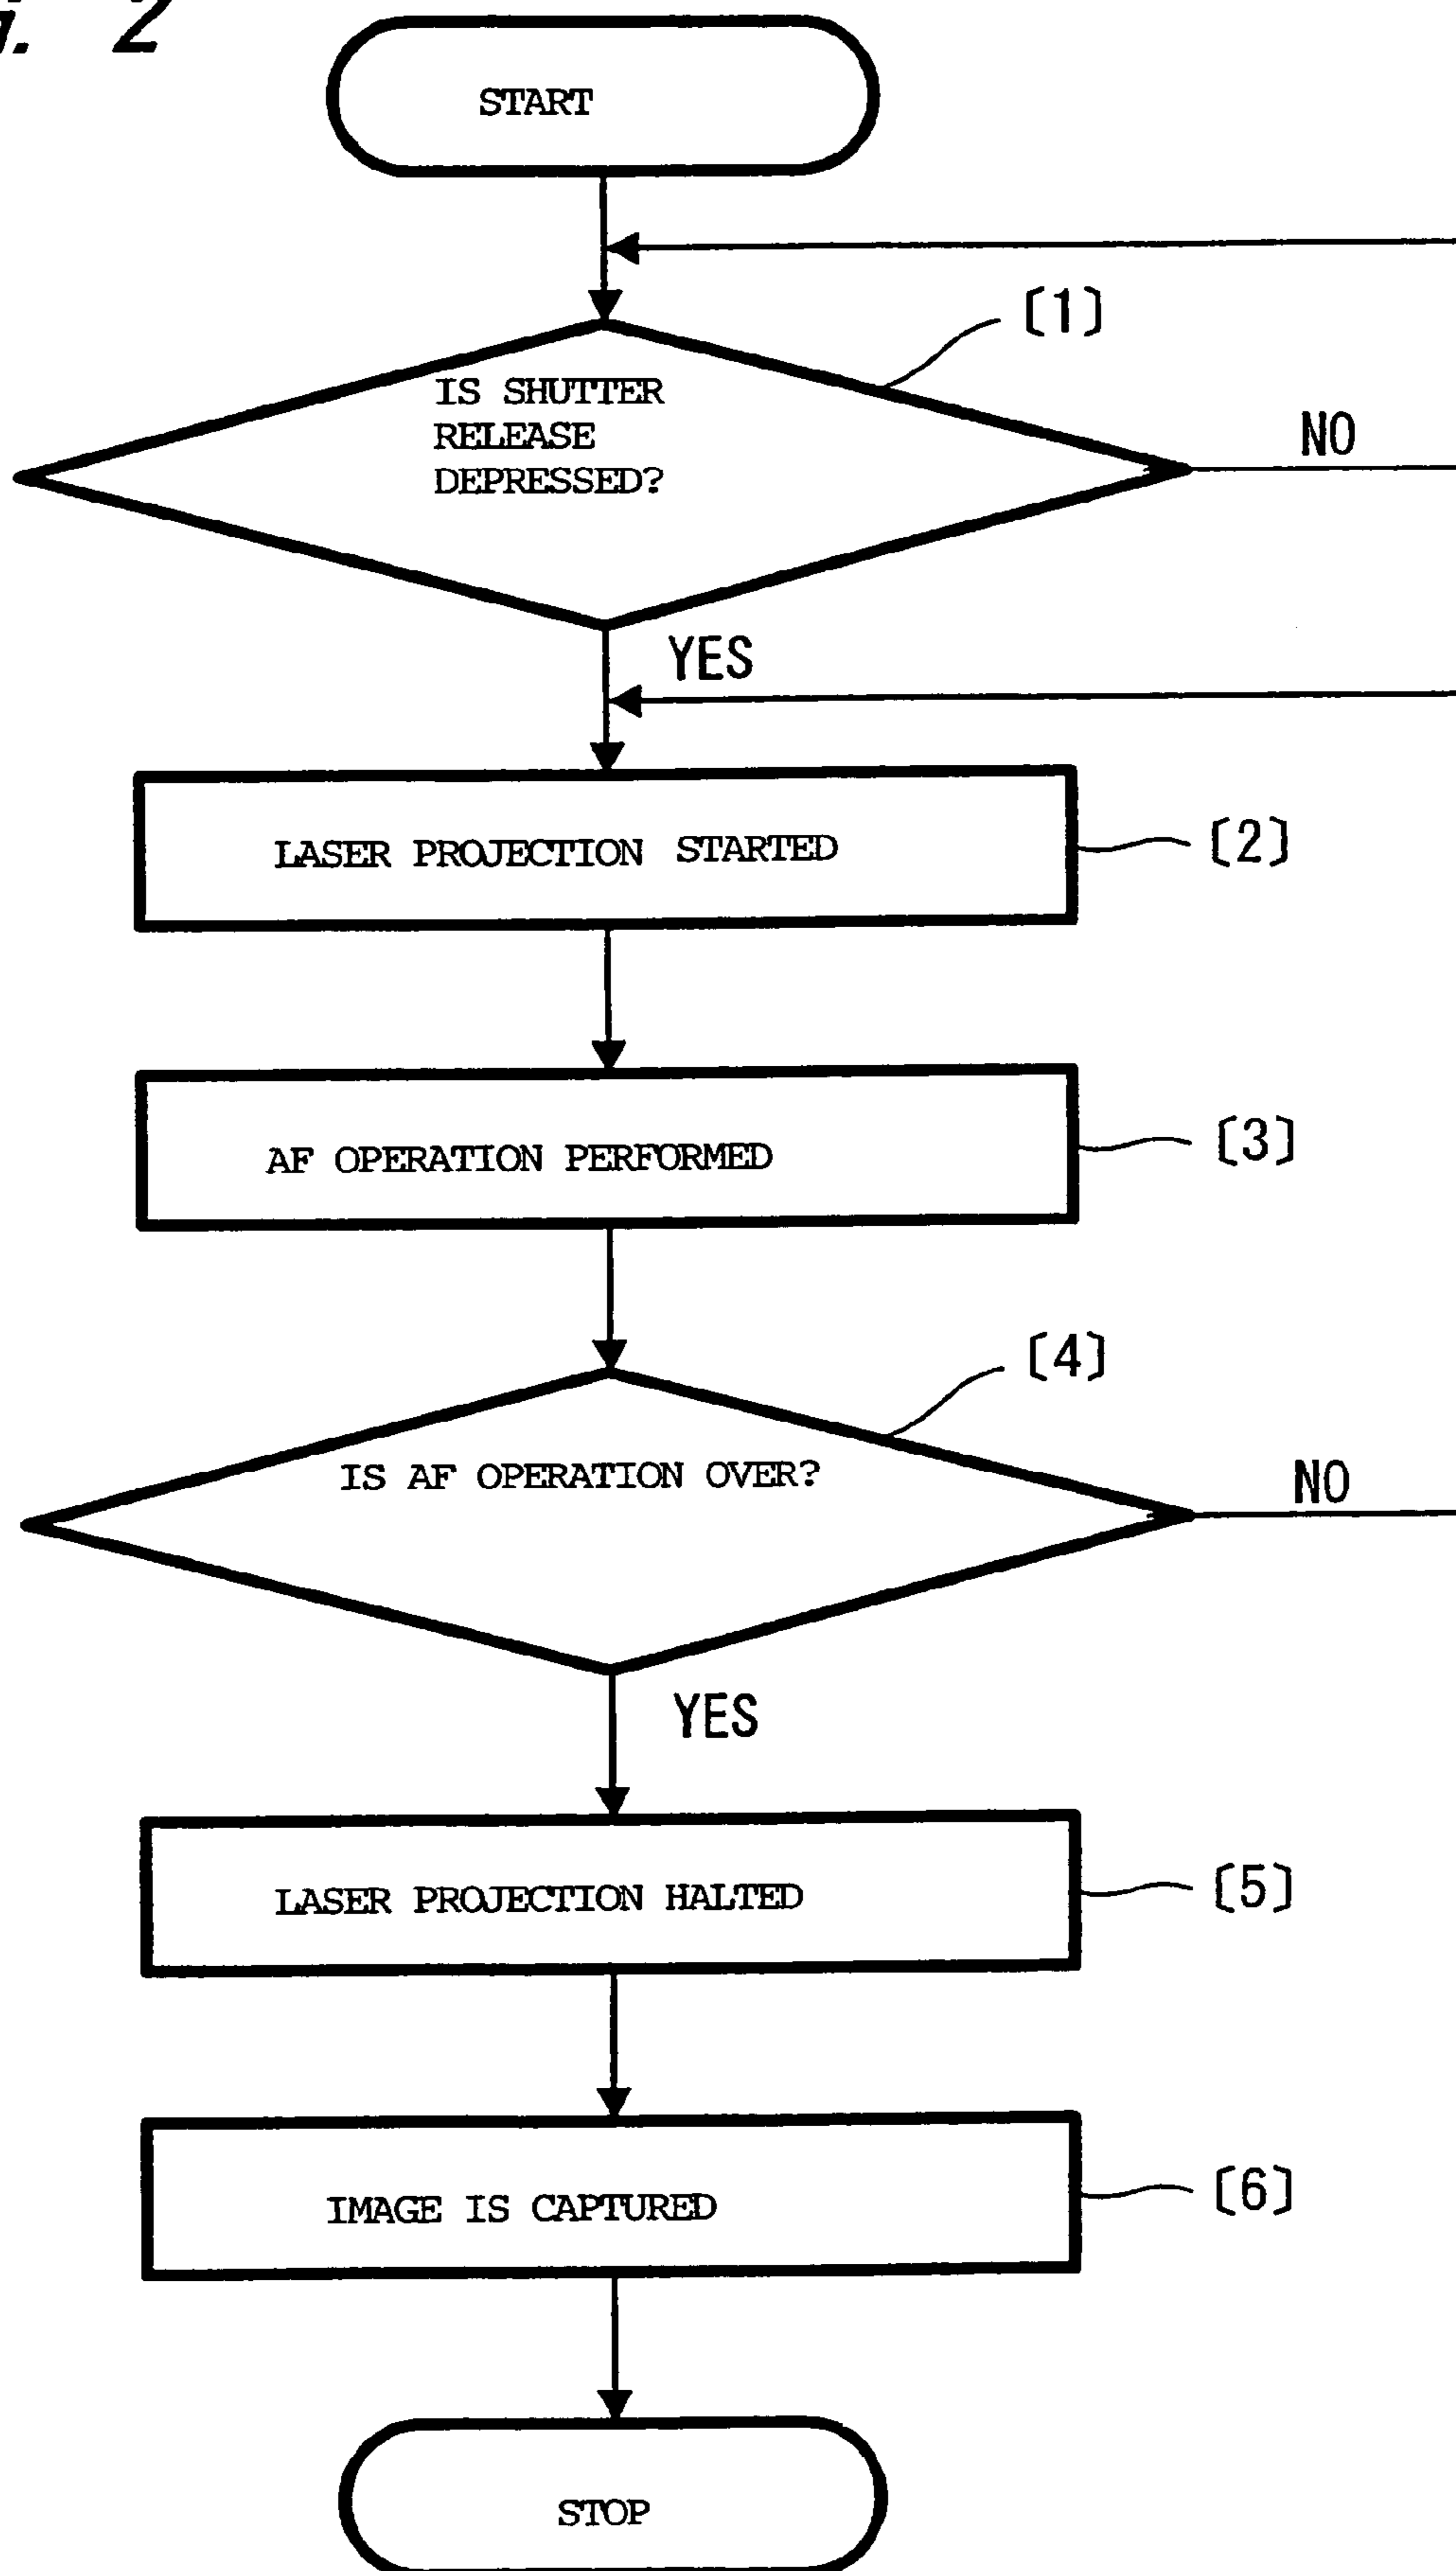 2
START
[1]
IS SHUTTER
RELEASE
DEPRESSED?
NO
YES
LASER PROJECTION STARTED
[2]
AF OPERATION PERFORMED
[3]
[4]
IS AF OPERATION OVER?
NO
YES
LASER PROJECTION HALTED
[5]
IMAGE IS CAPTURED
[6]
STOP